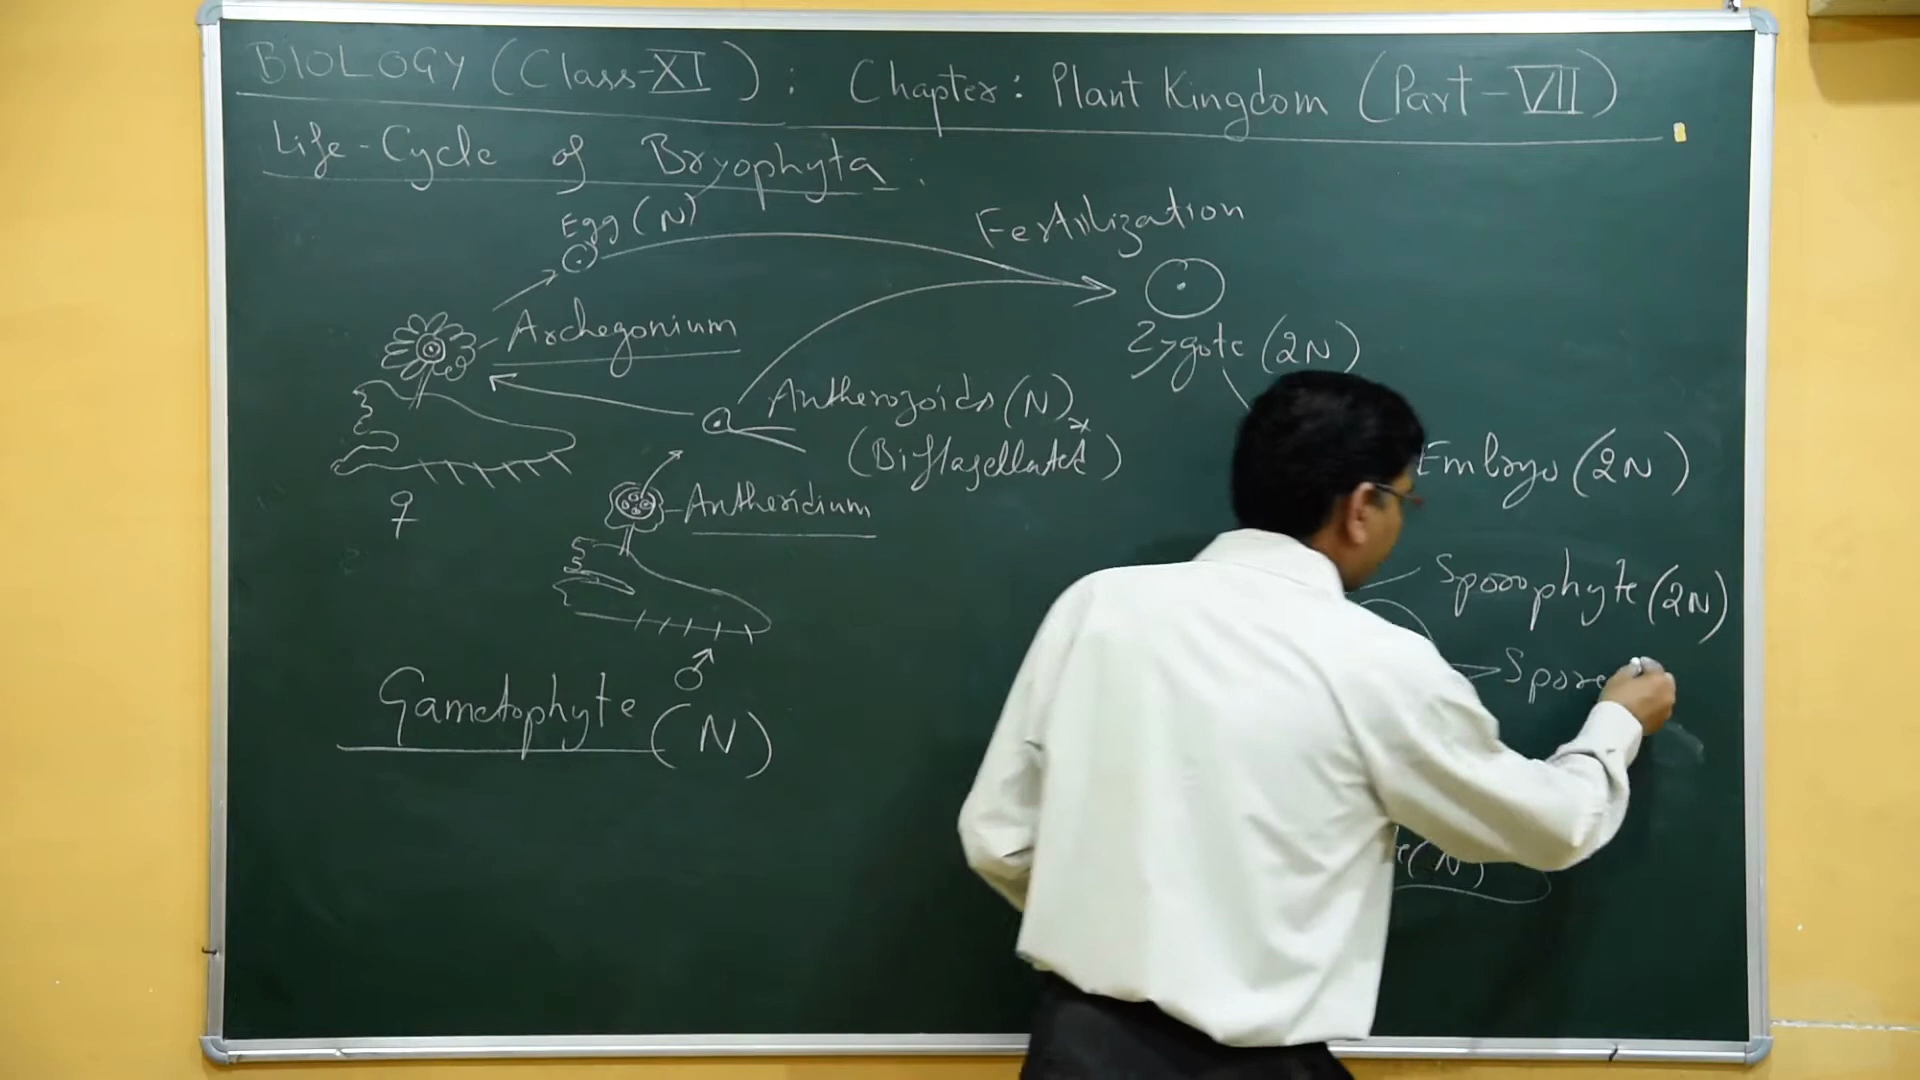 BIOLOGY (Class-XI) : Chapter: Plant Kingdom (Part-VII)
Life-Cycle of Bryophyta :
Egg (N)
Fertilization
Archegonium
Zygote (2N)
Antherozoids (N)
(Biflagellated)
Embryo (2N)
♀
Antheridium
Sporophyte (2N)
Spore
♂
Gametophyte (N)
(N)